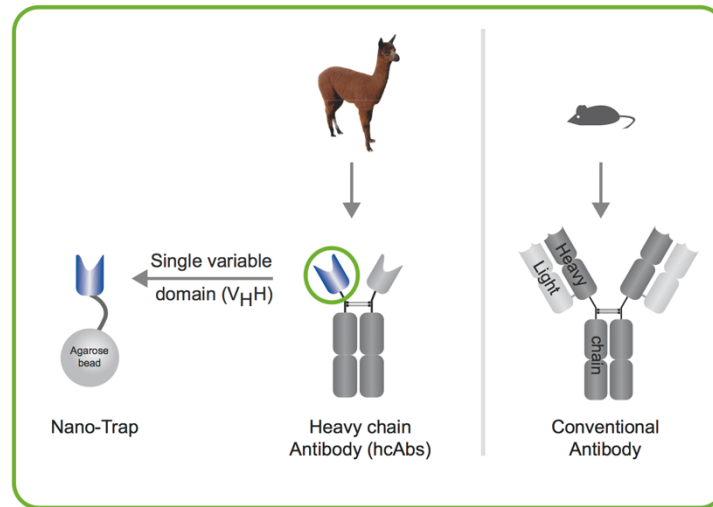 Single variable
domain (VHH)
Agarose
bead
Light
Heavy
chain
Nano-Trap
Heavy chain
Antibody (hcAbs)
Conventional
Antibody